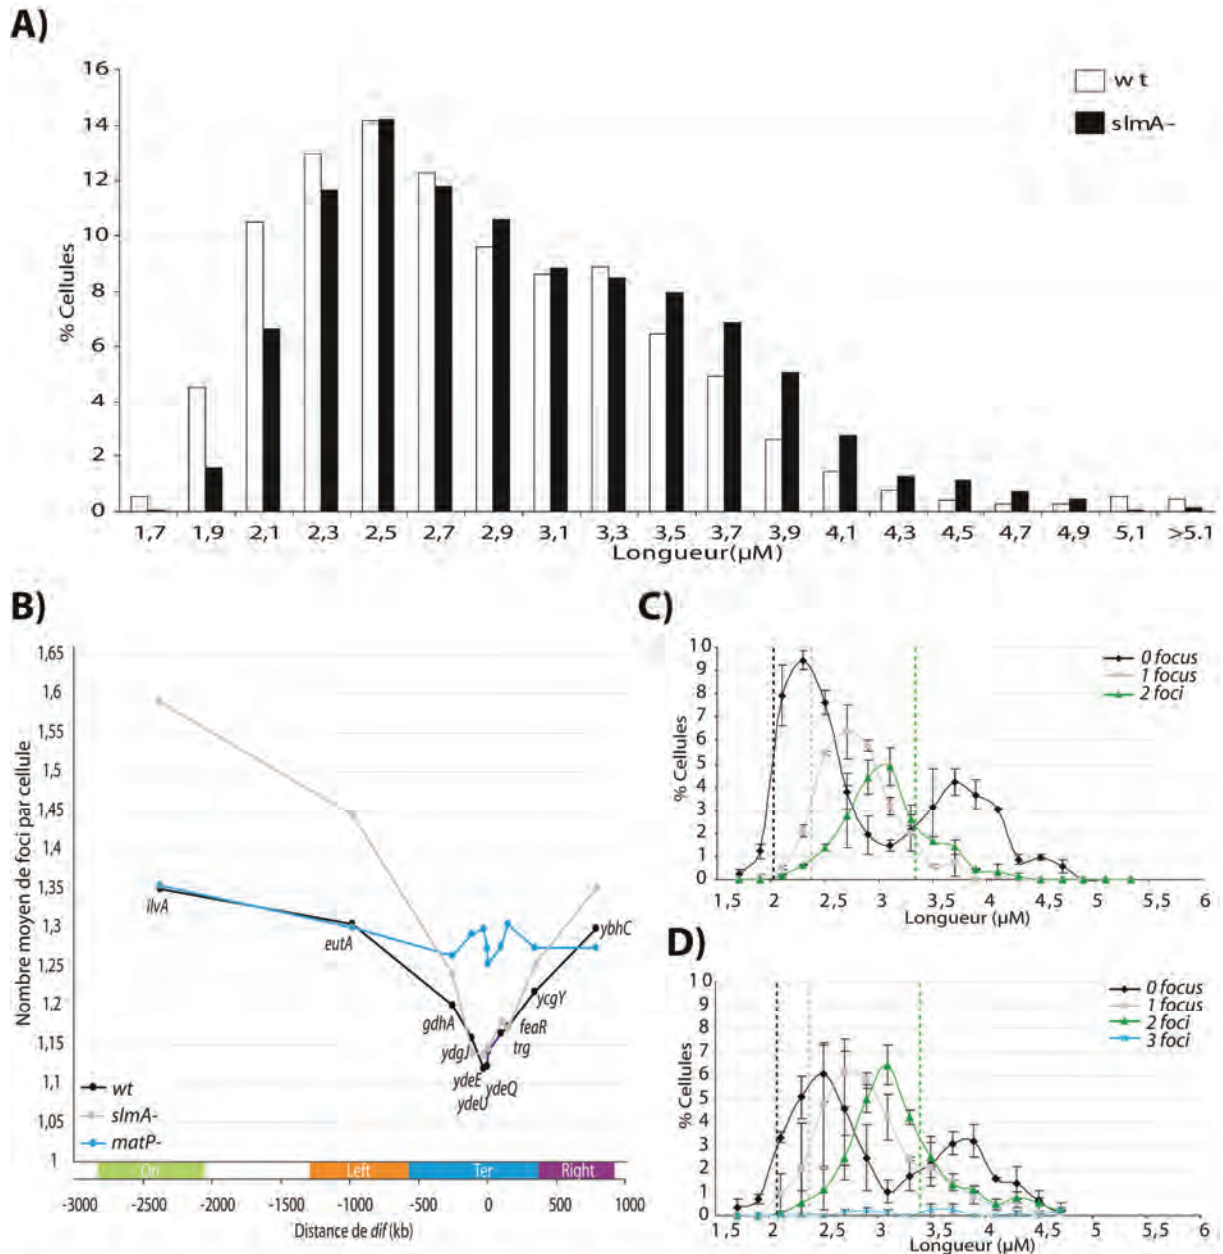 A)
16
14
12
10
8
6
4
2
0
% Cellules
wt
slmA-
1,7 1,9 2,1 2,3 2,5 2,7 2,9 3,1 3,3 3,5 3,7 3,9 4,1 4,3 4,5 4,7 4,9 5,1 >5.1
Longueur(µM)
B)
1,65
1,6
1,55
1,5
1,45
1,4
1,35
1,3
1,25
1,2
1,15
1,1
1,05
1
Nombre moyen de foci par cellule
ilvA
eutA
gdhA
ydgJ
ydeE
ydeU
ydeQ
trg
feaR
ycgY
ybhC
wt
slmA-
matP-
Ori Left Ter Right
-3000 -2500 -2000 -1500 -1000 -500 0 500 1000
Distance de dif (kb)
C)
10
9
8
7
6
5
4
3
2
1
0
% Cellules
0 focus
1 focus
2 foci
1,5 2 2,5 3 3,5 4 4,5 5 5,5 6
Longueur (µM)
D)
10
9
8
7
6
5
4
3
2
1
0
% Cellules
0 focus
1 focus
2 foci
3 foci
1,5 2 2,5 3 3,5 4 4,5 5 5,5 6
Longueur (µM)